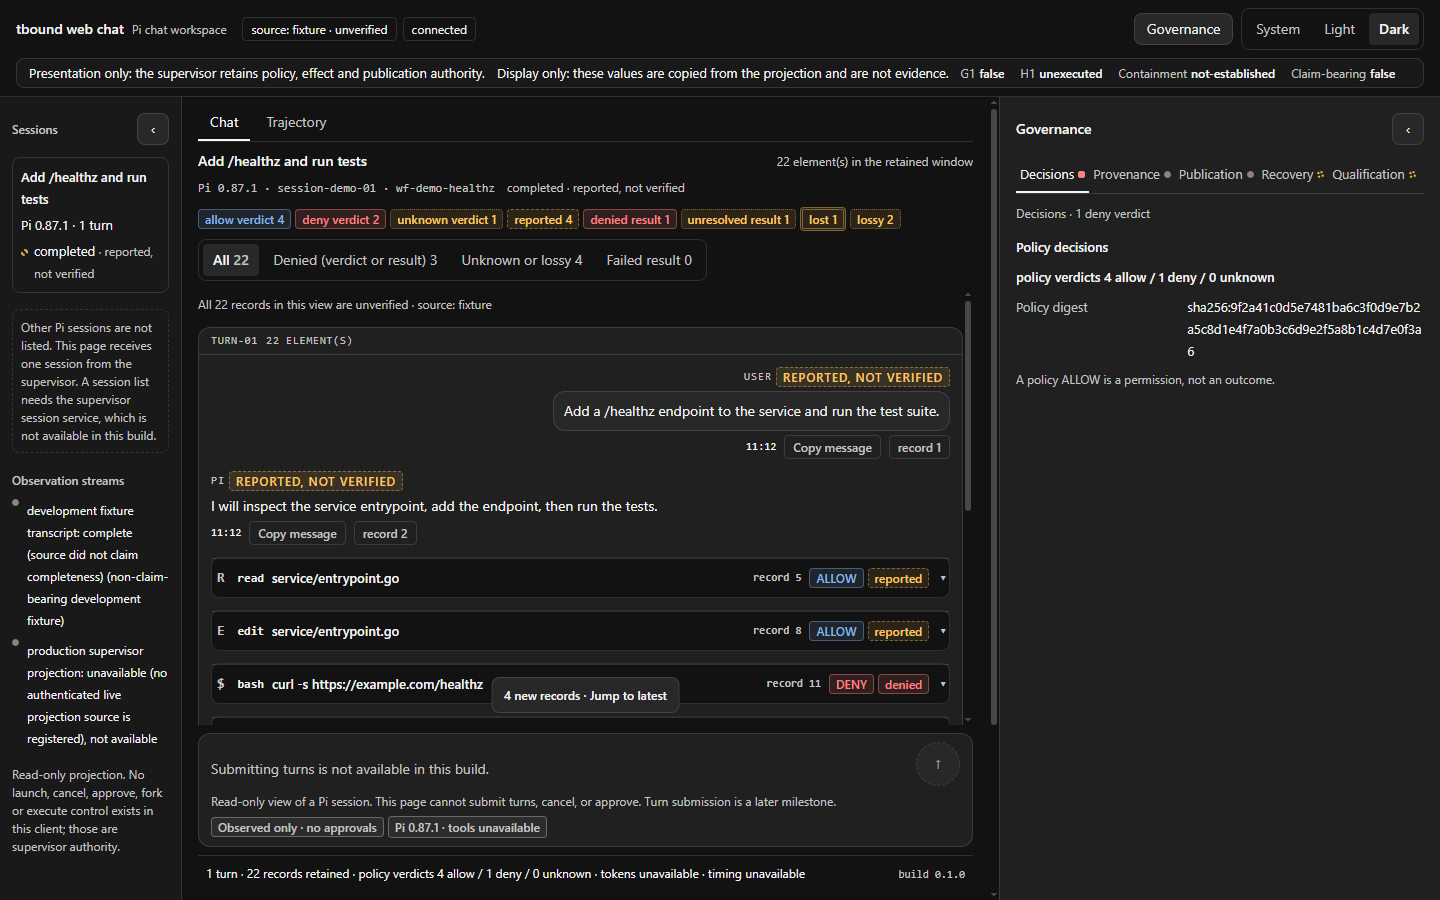 tbound web chat Pi chat workspace source: fixture · unverified connected Governance System Light Dark
Presentation only: the supervisor retains policy, effect and publication authority. Display only: these values are copied from the projection and are not evidence. G1 false H1 unexecuted Containment not-established Claim-bearing false
Sessions
Add /healthz and run
tests
Pi 0.87.1 · 1 turn
completed · reported,
not verified
Other Pi sessions are not
listed. This page receives
one session from the
supervisor. A session list
needs the supervisor
session service, which is
not available in this build.
Observation streams
development fixture
transcript: complete
(source did not claim
completeness) (non-claim-
bearing development
fixture)
production supervisor
projection: unavailable (no
authenticated live
projection source is
registered), not available
Read-only projection. No
launch, cancel, approve, fork
or execute control exists in
this client; those are
supervisor authority.
Chat Trajectory
Add /healthz and run tests 22 element(s) in the retained window
Pi 0.87.1 · session-demo-01 · wf-demo-healthz completed · reported, not verified
allow verdict 4 deny verdict 2 unknown verdict 1 reported 4 denied result 1 unresolved result 1 lost 1 lossy 2
All 22 Denied (verdict or result) 3 Unknown or lossy 4 Failed result 0
All 22 records in this view are unverified · source: fixture
TURN-01 22 ELEMENT(S)
USER REPORTED, NOT VERIFIED
Add a /healthz endpoint to the service and run the test suite.
11:12 Copy message record 1
PI REPORTED, NOT VERIFIED
I will inspect the service entrypoint, add the endpoint, then run the tests.
11:12 Copy message record 2
R read service/entrypoint.go record 5 ALLOW reported
E edit service/entrypoint.go record 8 ALLOW reported
$ bash curl -s https://example.com/healthz record 11 DENY denied
4 new records · Jump to latest
Submitting turns is not available in this build.
↑
Read-only view of a Pi session. This page cannot submit turns, cancel, or approve. Turn submission is a later milestone.
Observed only · no approvals Pi 0.87.1 · tools unavailable
1 turn · 22 records retained · policy verdicts 4 allow / 1 deny / 0 unknown · tokens unavailable · timing unavailable build 0.1.0
Governance
Decisions Provenance Publication Recovery Qualification
Decisions · 1 deny verdict
Policy decisions
policy verdicts 4 allow / 1 deny / 0 unknown
Policy digest sha256:9f2a41c0d5e7481ba6c3f0d9e7b2
a5c8d1e4f7a0b3c6d9e2f5a8b1c4d7e0f3a
6
A policy ALLOW is a permission, not an outcome.